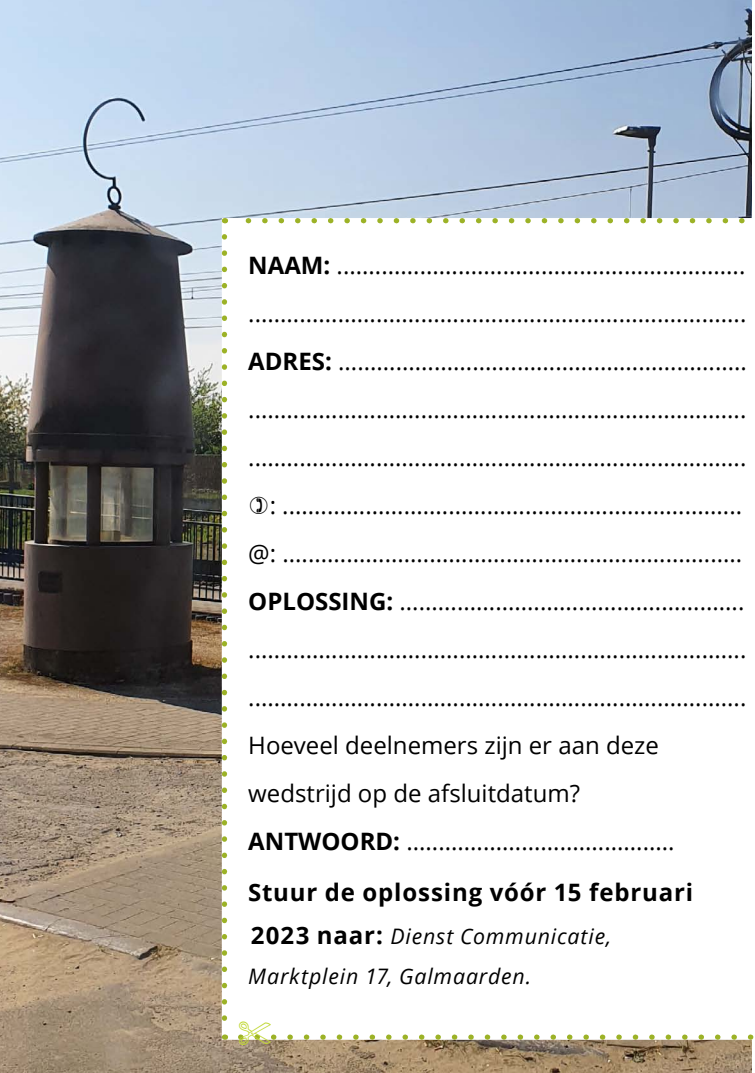 NAAM: ................................................................
..............................................................................
ADRES: ................................................................
..............................................................................
..............................................................................
✆: ........................................................................
@: ........................................................................
OPLOSSING: ......................................................
..............................................................................
..............................................................................
Hoeveel deelnemers zijn er aan deze
wedstrijd op de afsluitdatum?
ANTWOORD: ..........................................
Stuur de oplossing vóór 15 februari
2023 naar: Dienst Communicatie,
Marktplein 17, Galmaarden.